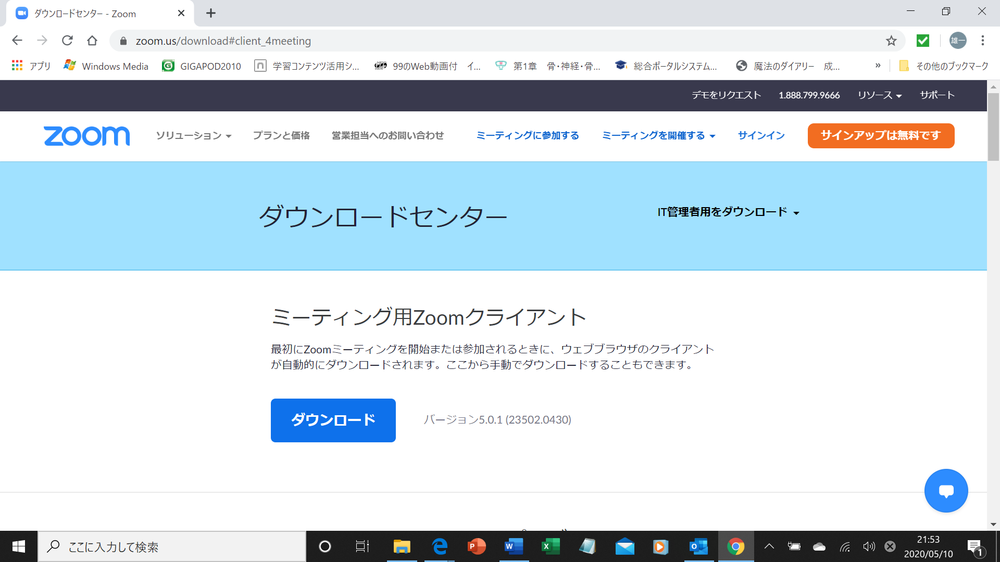 ダウンロードセンター - Zoom
zoom.us/download#client_4meeting
雄一
アプリ
Windows Media
GIGAPOD2010
学習コンテンツ活用シ...
99のWeb動画付 イ...
第1章 骨・神経・骨...
総合ポータルシステム...
魔法のダイアリー 成...
»
その他のブックマーク
デモをリクエスト
1.888.799.9666
リソース
サポート
zoom
ソリューション
プランと価格
営業担当へのお問い合わせ
ミーティングに参加する
ミーティングを開催する
サインイン
サインアップは無料です
ダウンロードセンター
IT管理者用をダウンロード
ミーティング用Zoomクライアント
最初にZoomミーティングを開始または参加されるときに、ウェブブラウザのクライアント
が自動的にダウンロードされます。ここから手動でダウンロードすることもできます。
ダウンロード
バージョン5.0.1 (23502.0430)
ここに入力して検索
21:53
2020/05/10
1